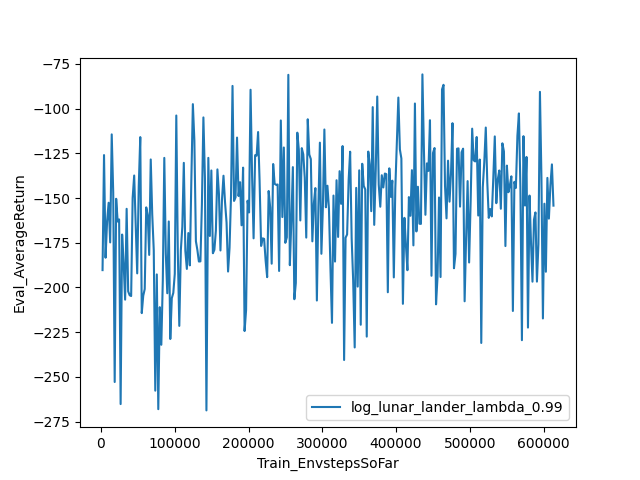 −75
−100
−125
−150
−175
−200
−225
−250
−275
Eval_AverageReturn
log_lunar_lander_lambda_0.99
0 100000 200000 300000 400000 500000 600000
Train_EnvstepsSoFar